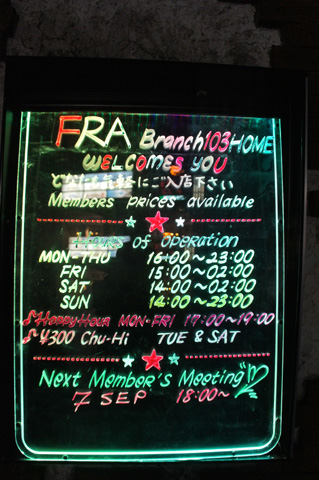 FRA Branch103HOME
WELCOMES YOU
どなたも気軽にご入店下さい
Members prices available
Hours of operation
MON-THU 16:00~23:00
FRI 15:00~02:00
SAT 14:00~02:00
SUN 14:00~23:00
♪Happy Hour MON-FRI 17:00~19:00
♪¥300 Chu-Hi TUE & SAT
Next Member's Meeting
7 SEP 18:00~